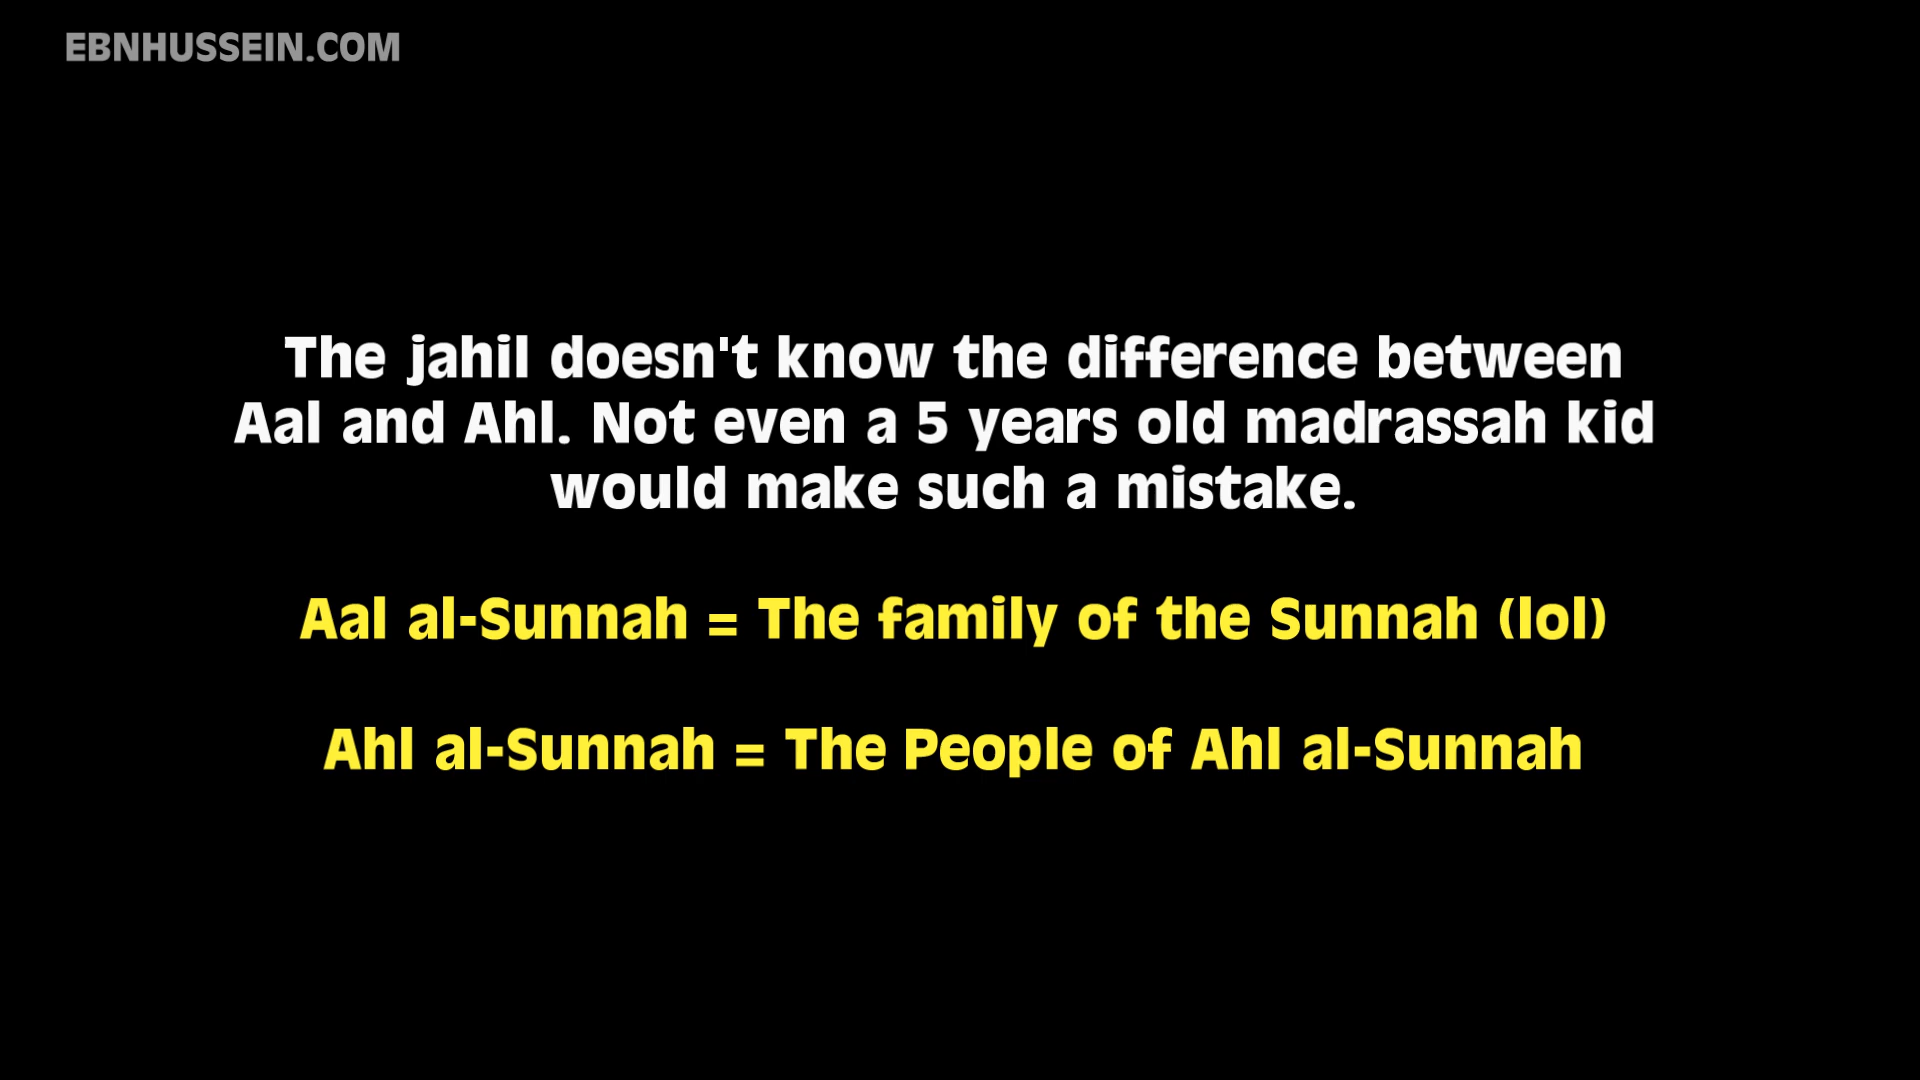 EBNHUSSEIN.COM
The jahil doesn't know the difference between
Aal and Ahl. Not even a 5 years old madrassah kid
would make such a mistake.
Aal al-Sunnah = The family of the Sunnah (lol)
Ahl al-Sunnah = The People of Ahl al-Sunnah